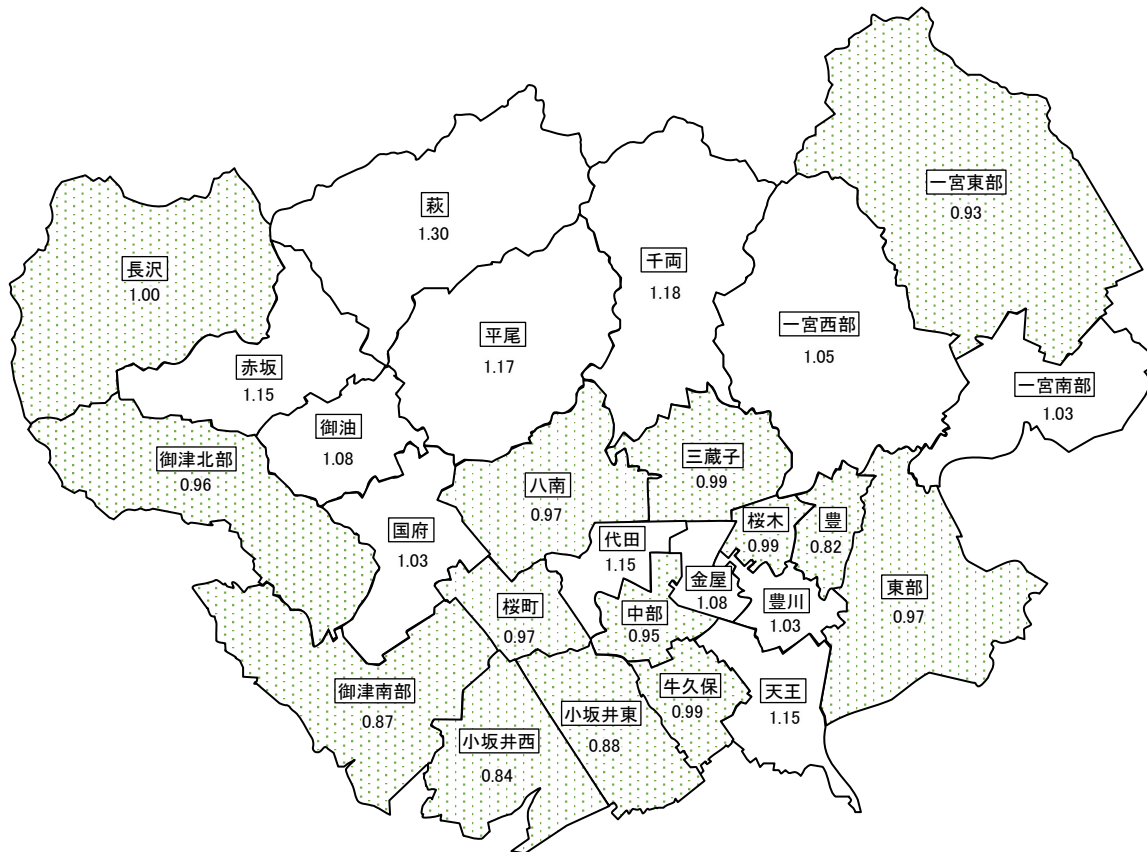 一宮東部
0.93
萩
1.30
千両
1.18
長沢
1.00
一宮西部
1.05
平尾
1.17
赤坂
1.15
一宮南部
1.03
御油
1.08
御津北部
0.96
三蔵子
0.99
八南
0.97
桜木
0.99
豊
0.82
国府
1.03
代田
1.15
金屋
1.08
豊川
1.03
東部
0.97
桜町
0.97
中部
0.95
御津南部
0.87
牛久保
0.99
天王
1.15
小坂井東
0.88
小坂井西
0.84